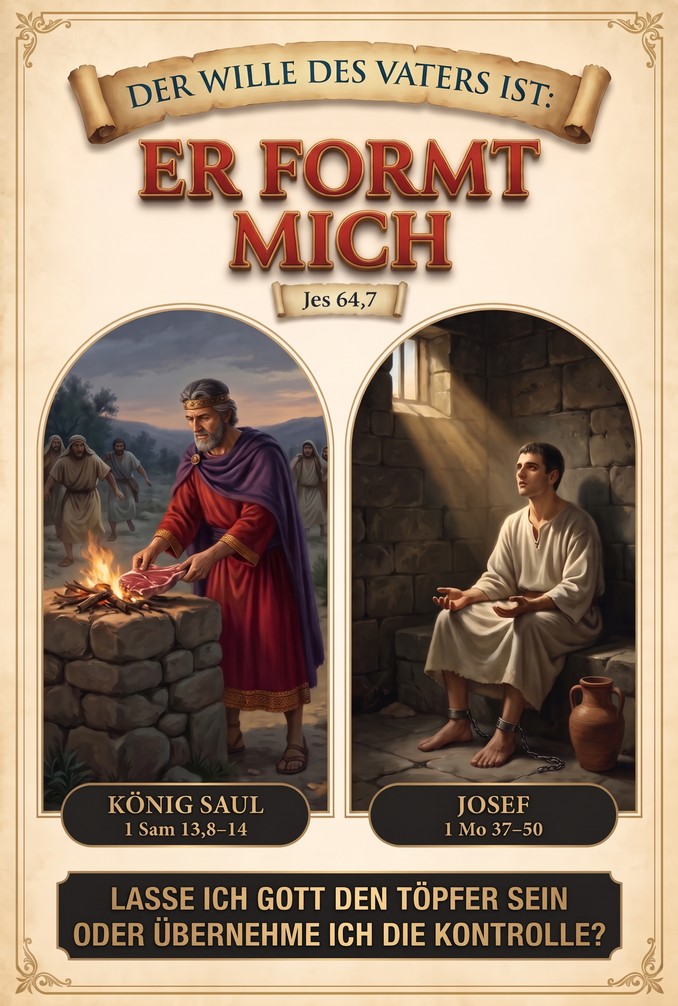 DER WILLE DES VATERS IST:
ER FORMT
MICH
Jes 64,7
KÖNIG SAUL
1 Sam 13,8–14
JOSEF
1 Mo 37–50
LASSE ICH GOTT DEN TÖPFER SEIN
ODER ÜBERNEHME ICH DIE KONTROLLE?